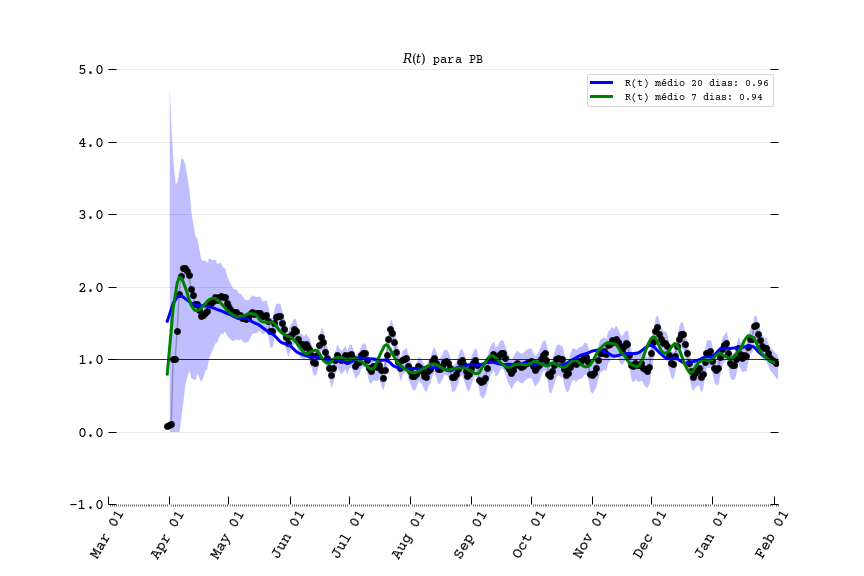 R(t) para PB
5.0
R(t) médio 20 dias: 0.96
R(t) médio 7 dias: 0.94
4.0
3.0
2.0
1.0
0.0
-1.0
Mar 01
Apr 01
May 01
Jun 01
Jul 01
Aug 01
Sep 01
Oct 01
Nov 01
Dec 01
Jan 01
Feb 01